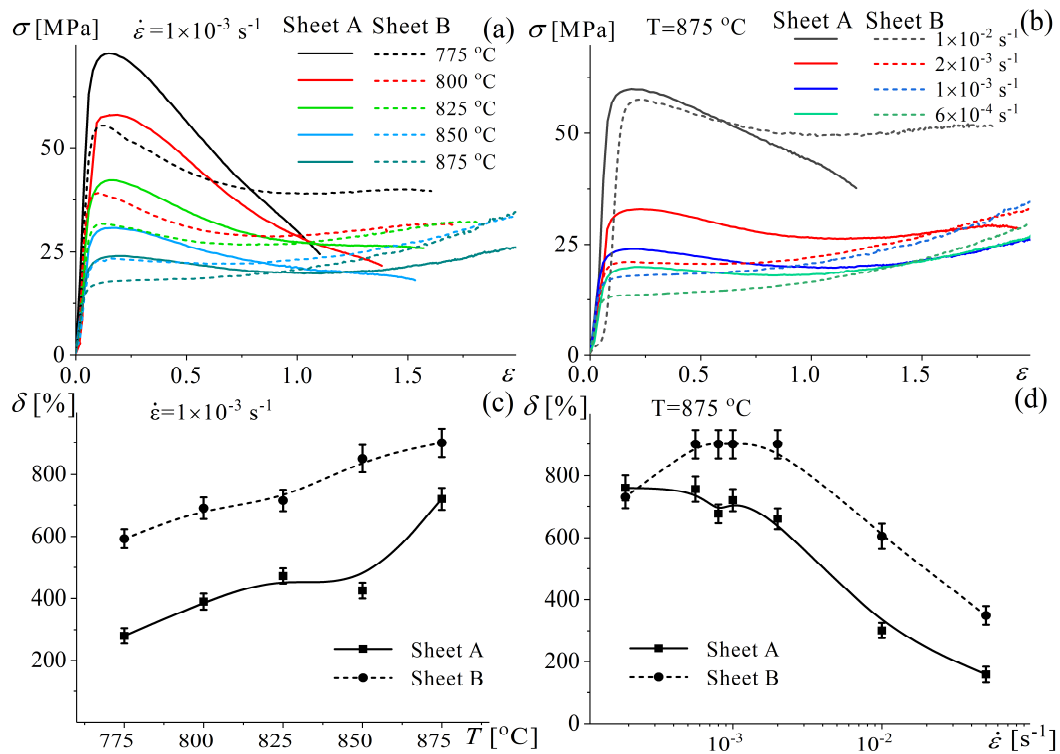 σ [MPa] ε̇ =1×10⁻³ s⁻¹ Sheet A Sheet B (a)
775 °C
800 °C
825 °C
850 °C
875 °C
50
25
0
0.0 0.5 1.0 1.5 ε
σ [MPa] T=875 °C Sheet A Sheet B (b)
1×10⁻² s⁻¹
2×10⁻³ s⁻¹
1×10⁻³ s⁻¹
6×10⁻⁴ s⁻¹
50
25
0
0.0 0.5 1.0 1.5 ε
δ [%] ε̇=1×10⁻³ s⁻¹ (c)
800
600
400
200
Sheet A
Sheet B
775 800 825 850 875 T [°C]
δ [%] T=875 °C (d)
800
600
400
200
0
Sheet A
Sheet B
10⁻³ 10⁻² ε̇ [s⁻¹]